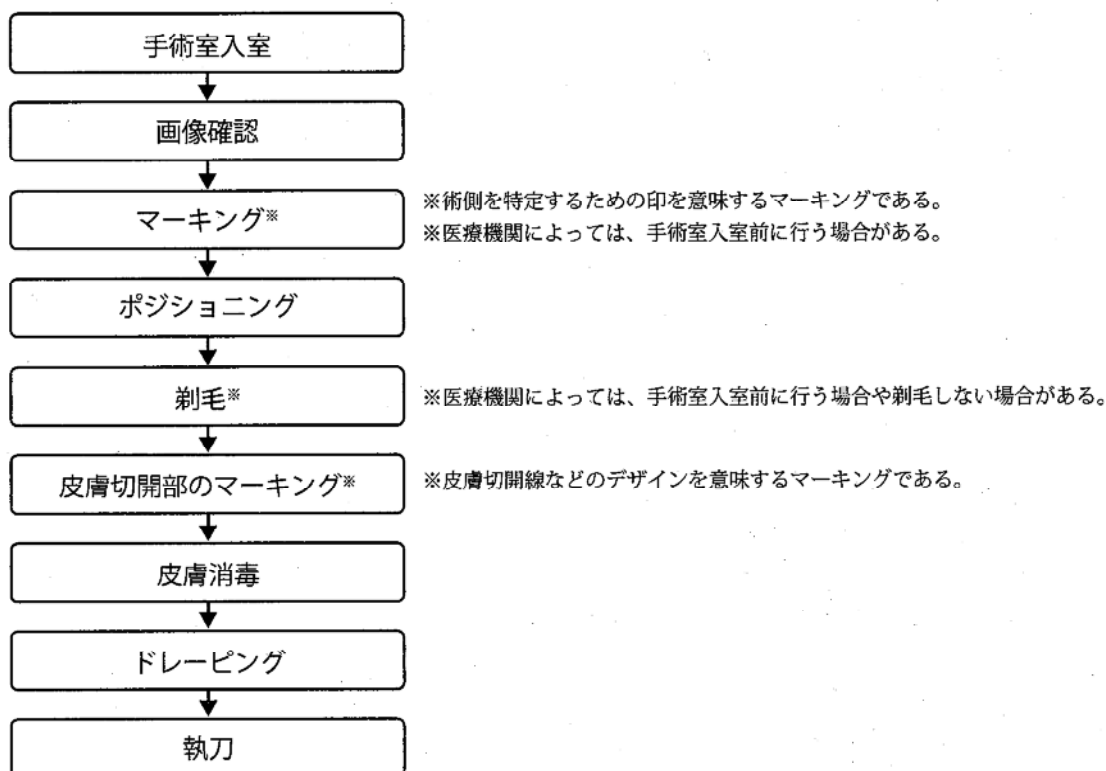 手術室入室
画像確認
マーキング※
※術側を特定するための印を意味するマーキングである。
※医療機関によっては、手術室入室前に行う場合がある。
ポジショニング
剃毛※
※医療機関によっては、手術室入室前に行う場合や剃毛しない場合がある。
皮膚切開部のマーキング※
※皮膚切開線などのデザインを意味するマーキングである。
皮膚消毒
ドレーピング
執刀